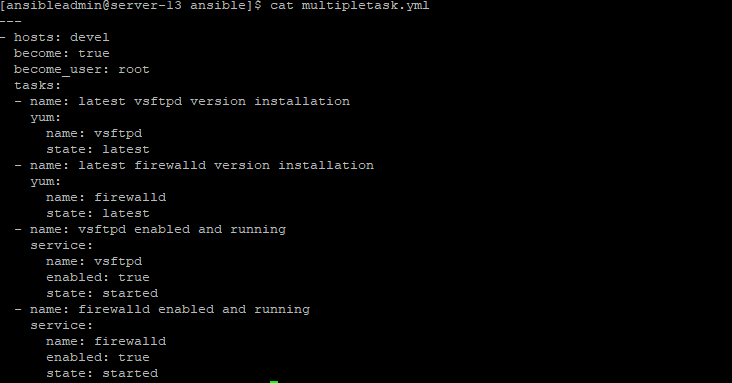 [ansibleadmin@server-13 ansible]$ cat multipletask.yml
---
- hosts: devel
  become: true
  become_user: root
  tasks:
  - name: latest vsftpd version installation
    yum:
      name: vsftpd
      state: latest
  - name: latest firewalld version installation
    yum:
      name: firewalld
      state: latest
  - name: vsftpd enabled and running
    service:
      name: vsftpd
      enabled: true
      state: started
  - name: firewalld enabled and running
    service:
      name: firewalld
      enabled: true
      state: started